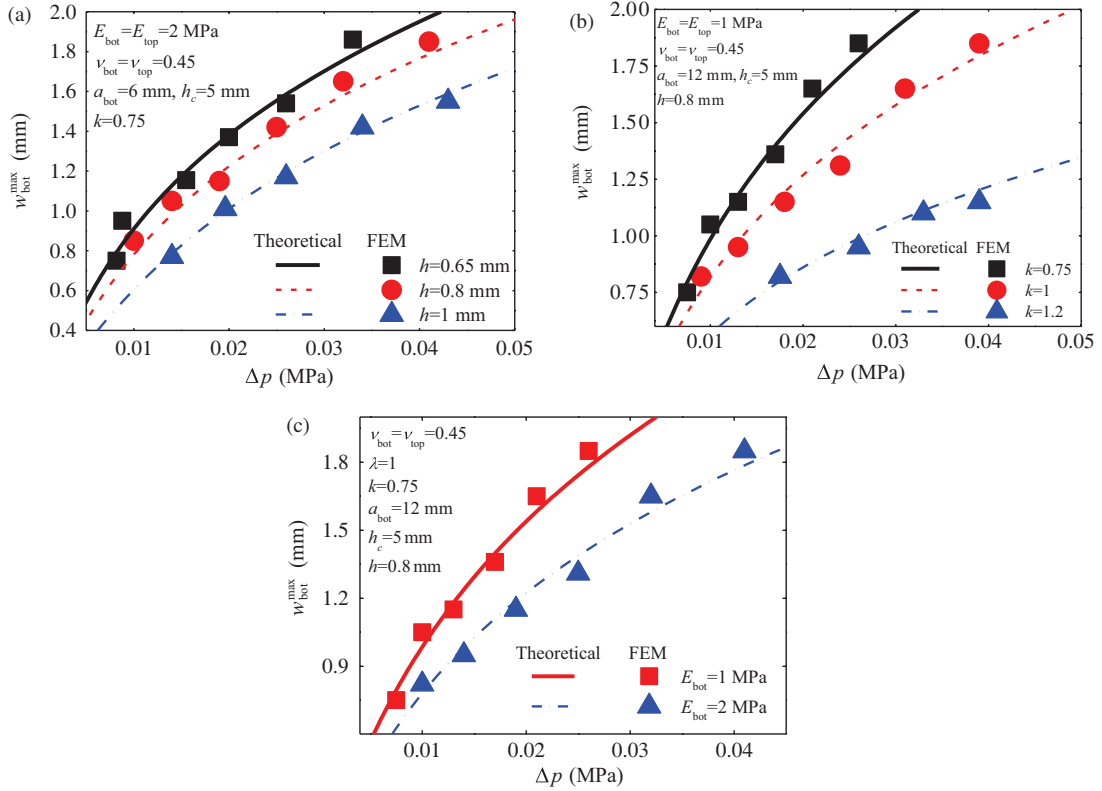 (a)
E_bot=E_top=2 MPa
ν_bot=ν_top=0.45
a_bot=6 mm, h_c=5 mm
k=0.75
Theoretical FEM
h=0.65 mm
h=0.8 mm
h=1 mm
2.0
1.8
1.6
1.4
1.2
1.0
0.8
0.6
0.4
w_bot^max (mm)
0.01 0.02 0.03 0.04 0.05
Δp (MPa)
(b)
E_bot=E_top=1 MPa
ν_bot=ν_top=0.45
a_bot=12 mm, h_c=5 mm
h=0.8 mm
Theoretical FEM
k=0.75
k=1
k=1.2
2.00
1.75
1.50
1.25
1.00
0.75
w_bot^max (mm)
0.01 0.02 0.03 0.04 0.05
Δp (MPa)
(c)
ν_bot=ν_top=0.45
λ=1
k=0.75
a_bot=12 mm
h_c=5 mm
h=0.8 mm
Theoretical FEM
E_bot=1 MPa
E_bot=2 MPa
1.8
1.5
1.2
0.9
w_bot^max (mm)
0.01 0.02 0.03 0.04
Δp (MPa)